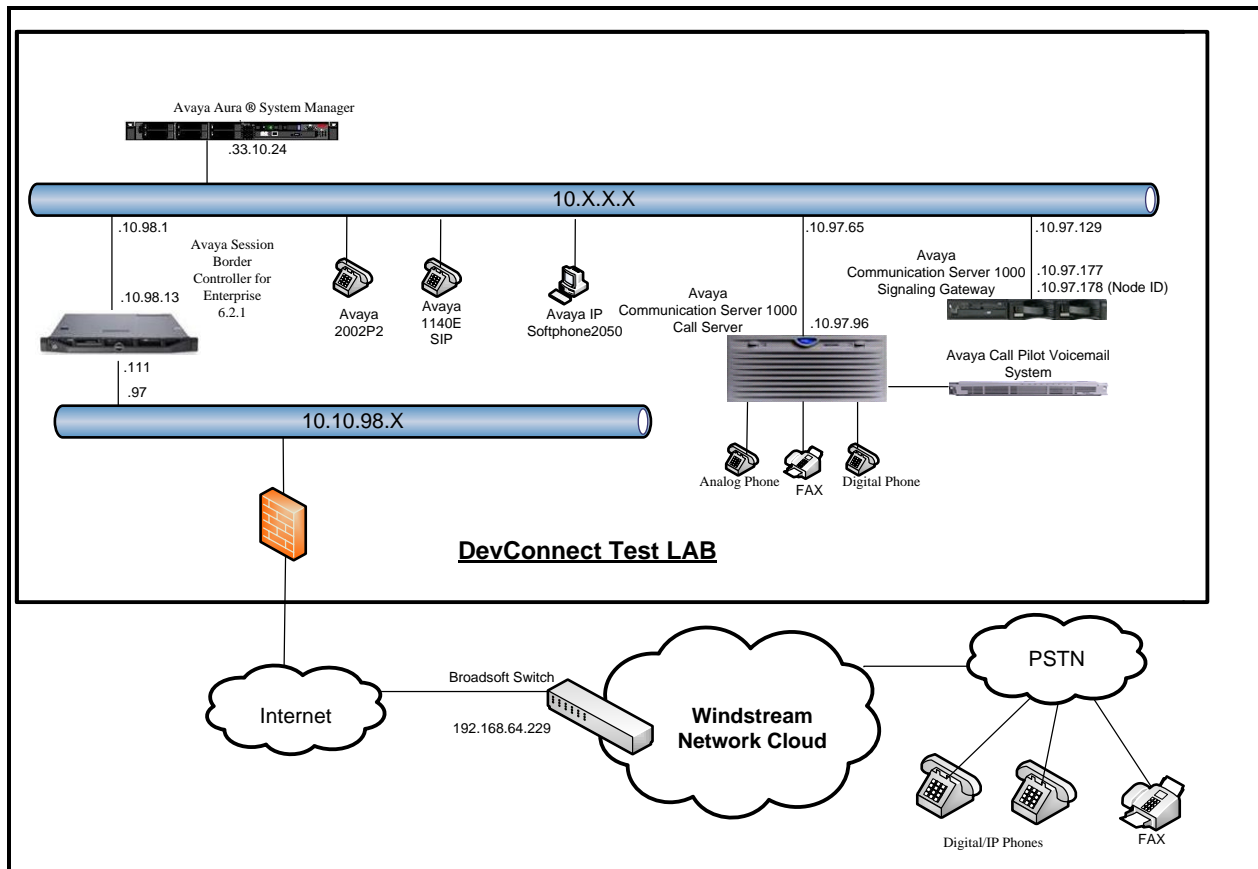 Avaya Aura ® System Manager
.33.10.24
10.X.X.X
.10.98.1
Avaya Session
Border
Controller for
Enterprise
6.2.1
.10.98.13
.111
.97
10.10.98.X
Avaya
2002P2
Avaya
1140E
SIP
Avaya IP
Softphone2050
.10.97.65
Avaya
Communication Server 1000
Call Server
.10.97.96
.10.97.129
Avaya
Communication Server 1000
Signaling Gateway
.10.97.177
.10.97.178 (Node ID)
Avaya Call Pilot Voicemail
System
Analog Phone
FAX
Digital Phone
DevConnect Test LAB
Internet
Broadsoft Switch
192.168.64.229
Windstream
Network Cloud
PSTN
Digital/IP Phones
FAX